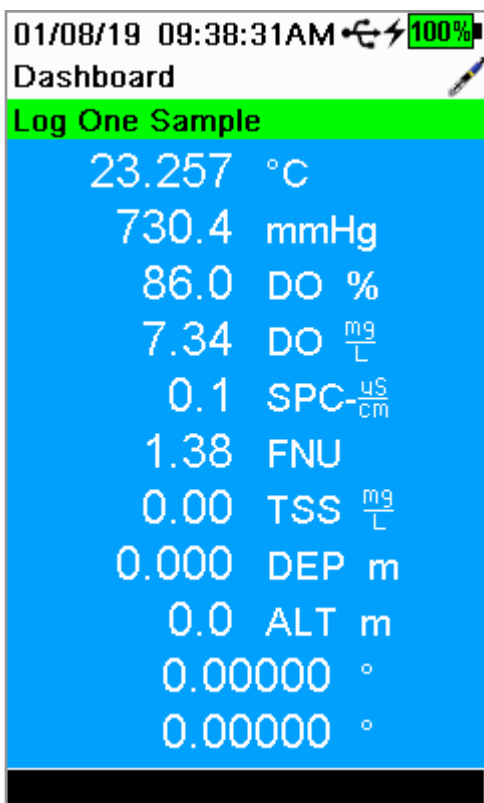 01/08/19 09:38:31AM 100%
Dashboard
Log One Sample
23.257 °C
730.4 mmHg
86.0 DO %
7.34 DO mg/L
0.1 SPC-uS/cm
1.38 FNU
0.00 TSS mg/L
0.000 DEP m
0.0 ALT m
0.00000 °
0.00000 °